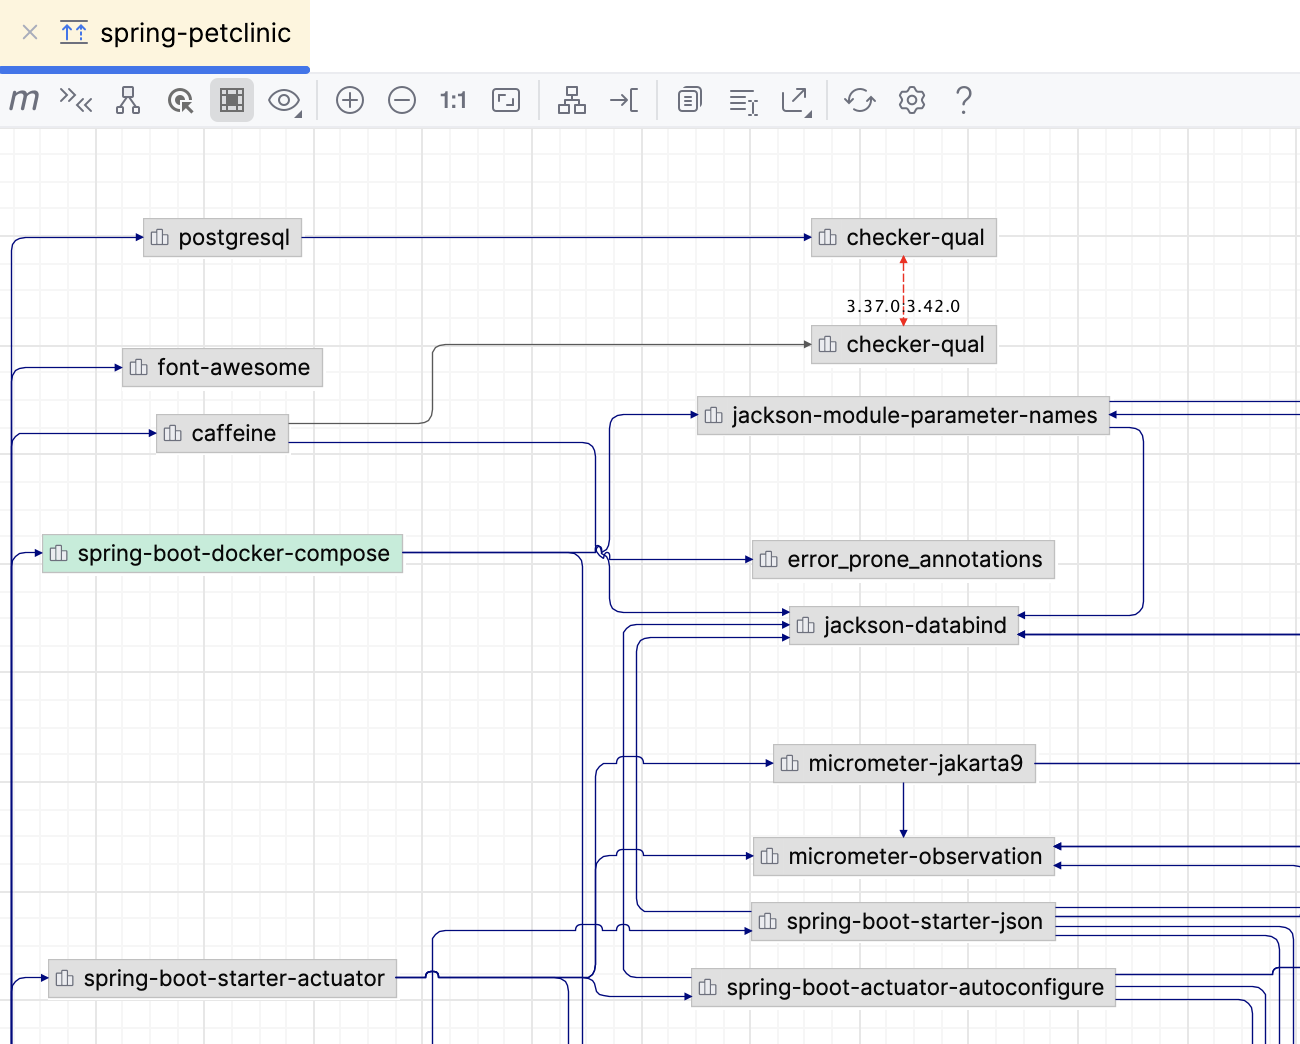 spring-petclinic
m
1:1
?
postgresql
checker-qual
3.37.0:3.42.0
checker-qual
font-awesome
caffeine
jackson-module-parameter-names
spring-boot-docker-compose
error_prone_annotations
jackson-databind
micrometer-jakarta9
micrometer-observation
spring-boot-starter-json
spring-boot-starter-actuator
spring-boot-actuator-autoconfigure